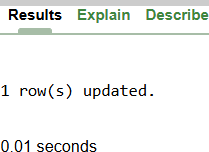 Results Explain Describe
1 row(s) updated.
0.01 seconds